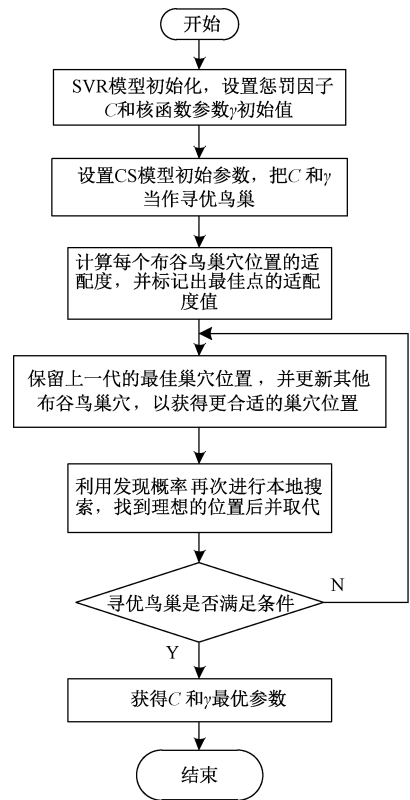 开始
SVR模型初始化，设置惩罚因子
C和核函数参数γ初始值
设置CS模型初始参数，把C 和γ
当作寻优鸟巢
计算每个布谷鸟巢穴位置的适
配度，并标记出最佳点的适配
度值
保留上一代的最佳巢穴位置，并更新其他
布谷鸟巢穴，以获得更合适的巢穴位置
利用发现概率 再次进行本地搜
索，找到理想的位置后并取代
寻优鸟巢是否满足条件
N
Y
获得C 和γ最优参数
结束